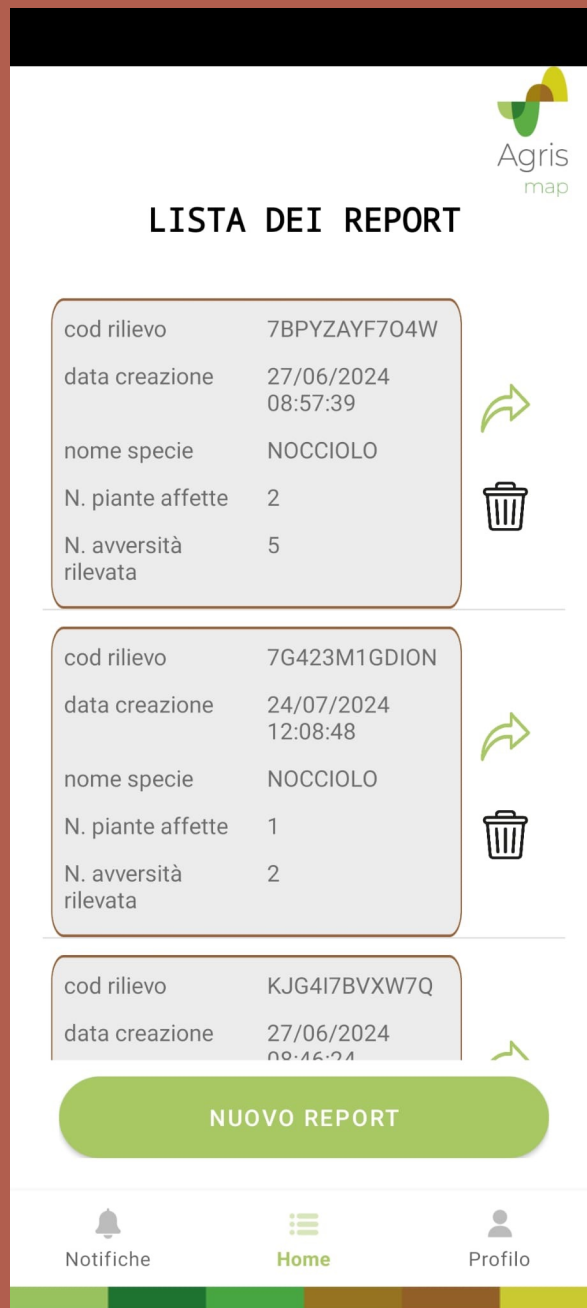 Agris
map
LISTA DEI REPORT
cod rilievo 7BPYZAYF7O4W
data creazione 27/06/2024
08:57:39
nome specie NOCCIOLO
N. piante affette 2
N. avversità 5
rilevata
cod rilievo 7G423M1GDION
data creazione 24/07/2024
12:08:48
nome specie NOCCIOLO
N. piante affette 1
N. avversità 2
rilevata
cod rilievo KJG4I7BVXW7Q
data creazione 27/06/2024
08:46:24
NUOVO REPORT
Notifiche Home Profilo